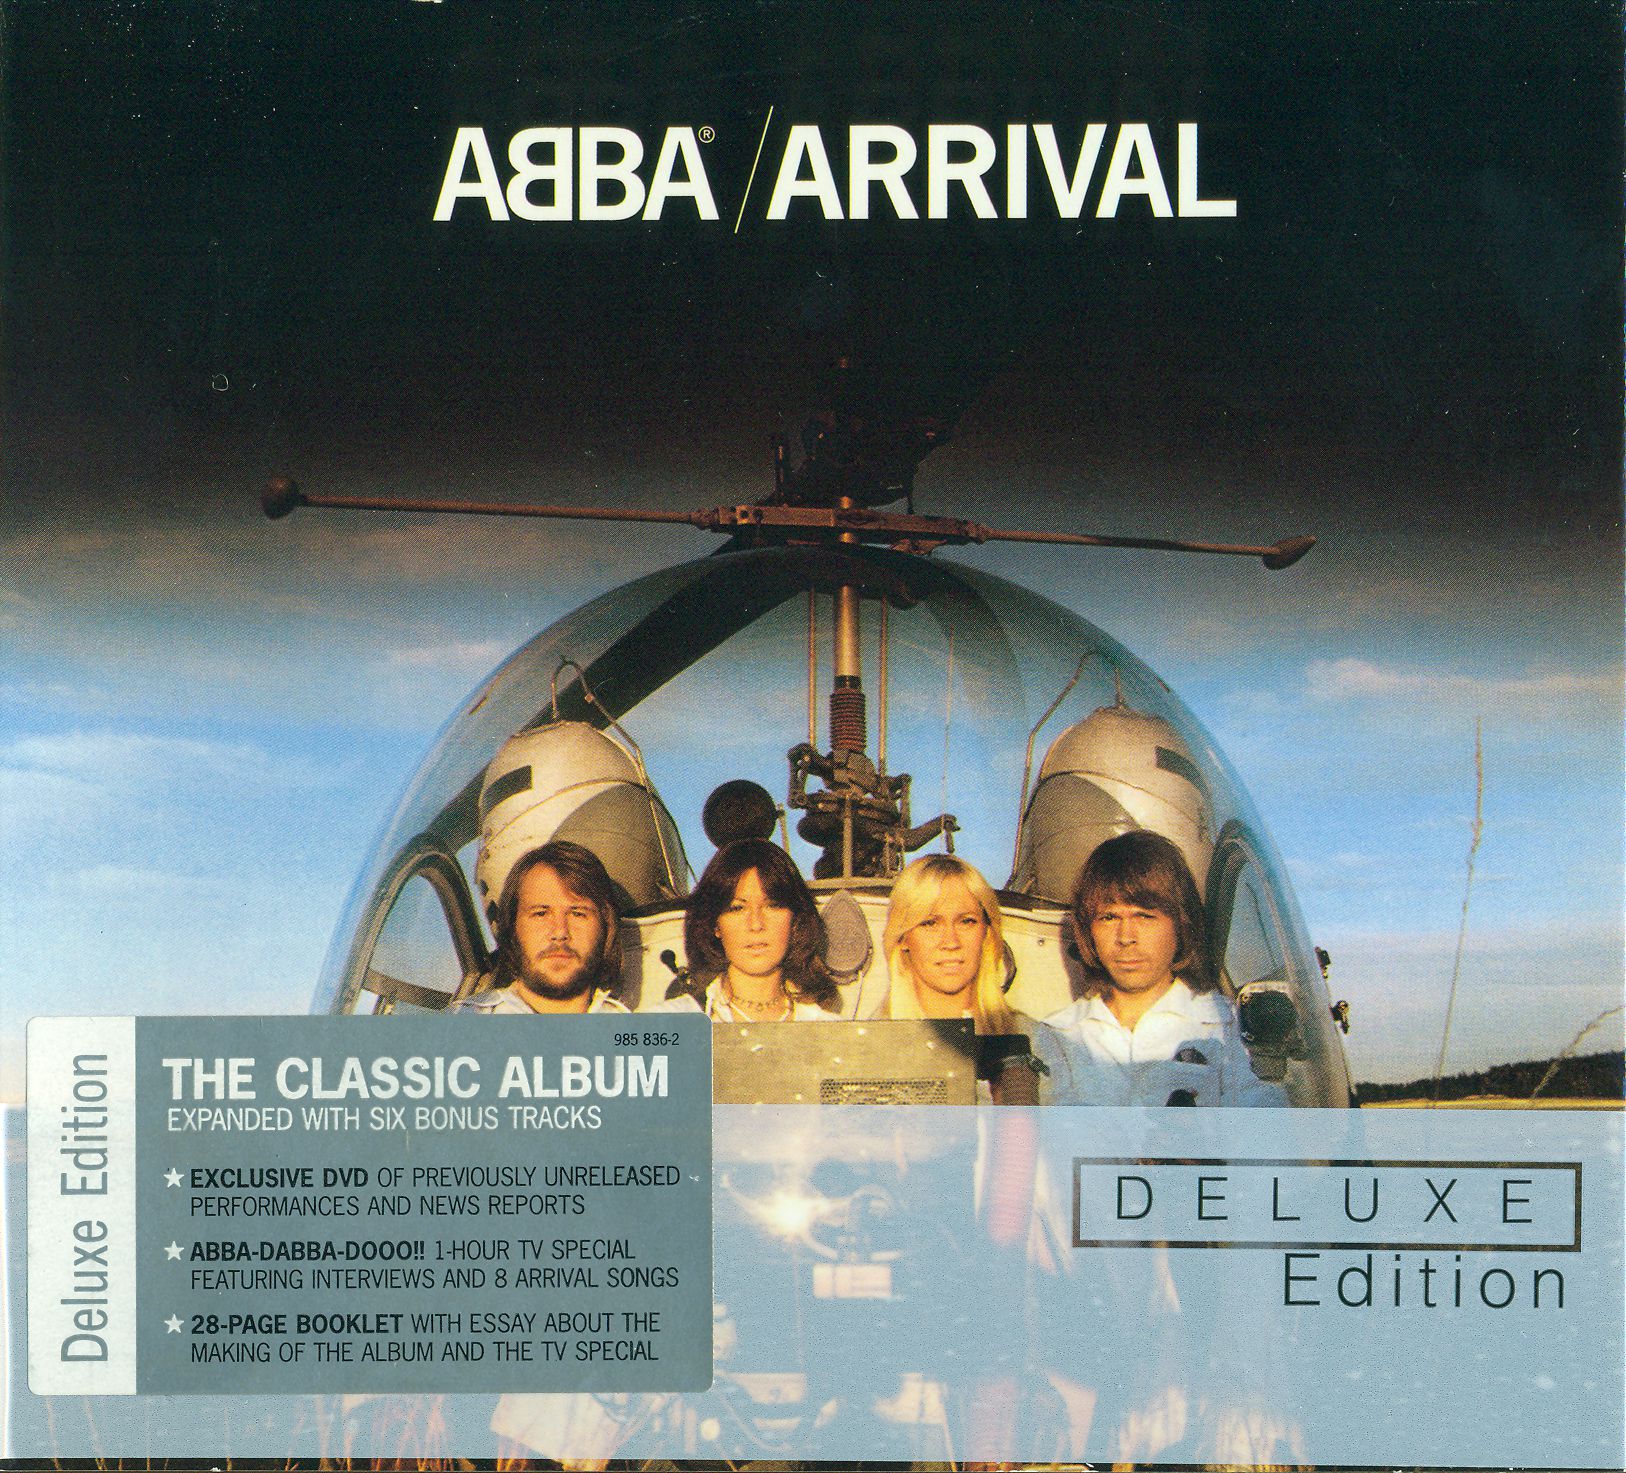 ABBA® / ARRIVAL
985 836-2
Deluxe Edition
THE CLASSIC ALBUM
EXPANDED WITH SIX BONUS TRACKS
★ EXCLUSIVE DVD OF PREVIOUSLY UNRELEASED
PERFORMANCES AND NEWS REPORTS
★ ABBA-DABBA-DOOO!! 1-HOUR TV SPECIAL
FEATURING INTERVIEWS AND 8 ARRIVAL SONGS
★ 28-PAGE BOOKLET WITH ESSAY ABOUT THE
MAKING OF THE ALBUM AND THE TV SPECIAL
DELUXE
Edition